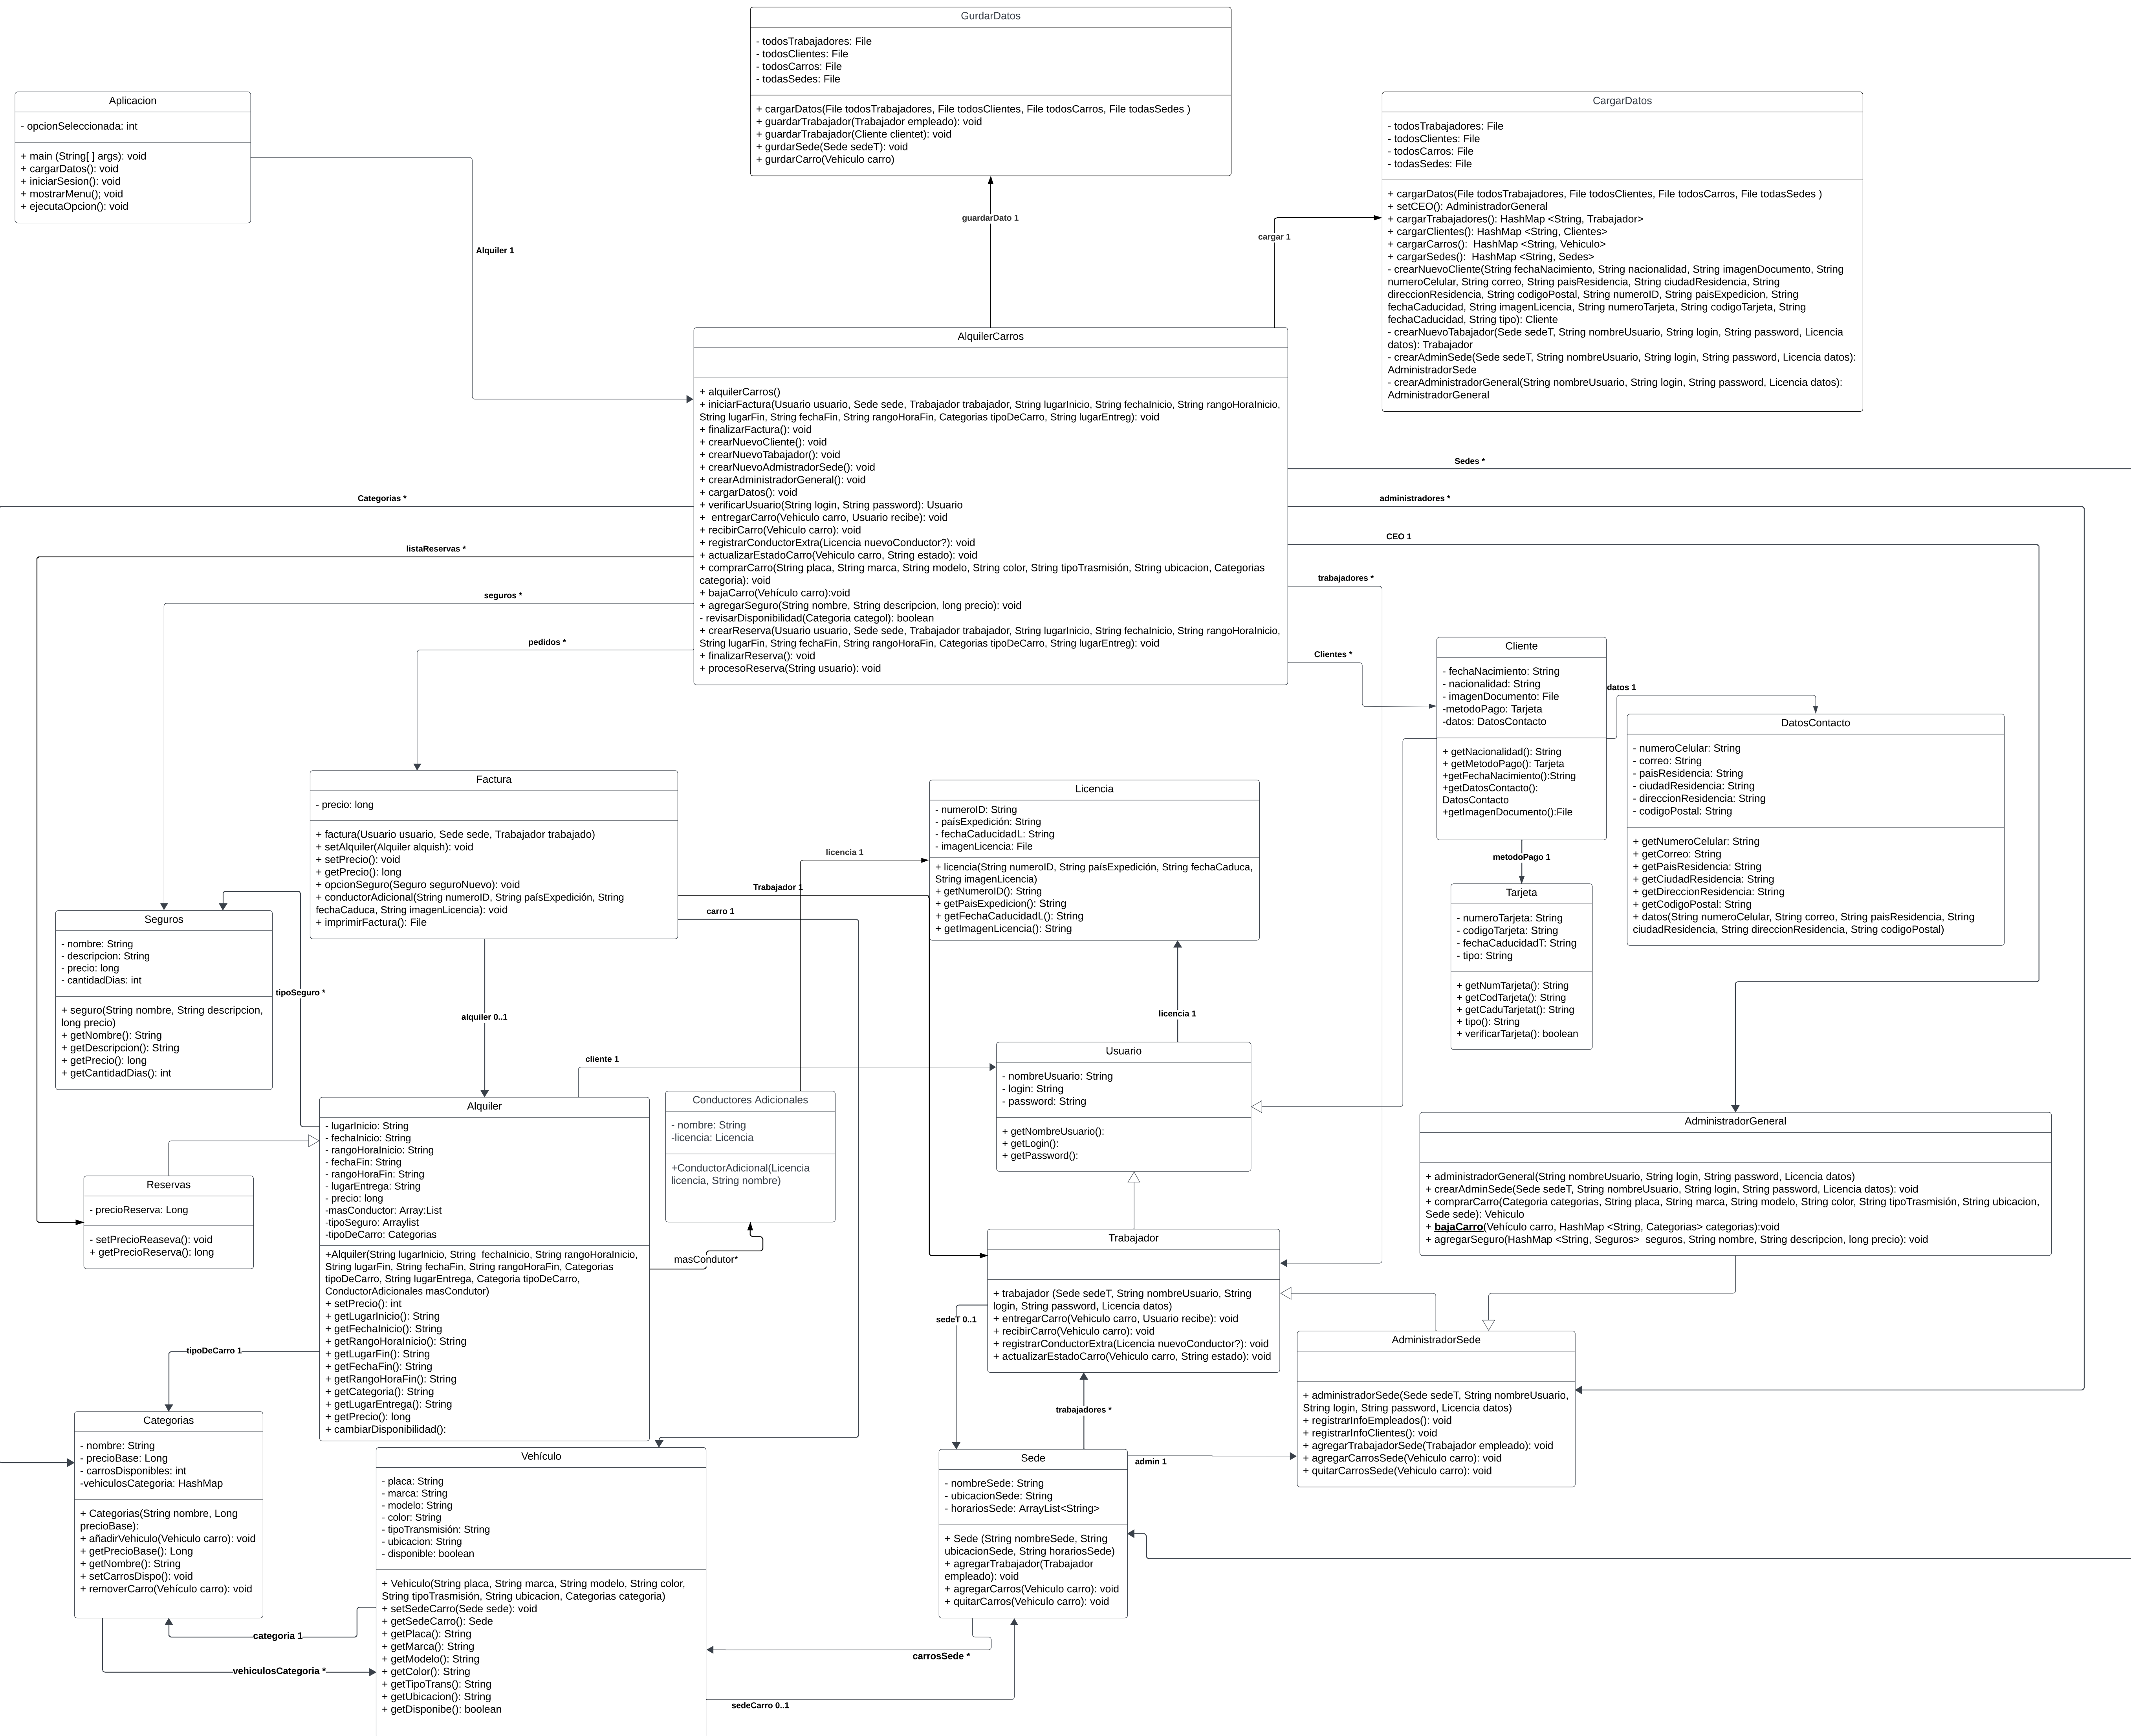 GurdarDatos
- todosTrabajadores: File
- todosClientes: File
- todosCarros: File
- todasSedes: File
+ cargarDatos(File todosTrabajadores, File todosClientes, File todosCarros, File todasSedes )
+ guardarTrabajador(Trabajador empleado): void
+ guardarTrabajador(Cliente clientet): void
+ gurdarSede(Sede sedeT): void
+ gurdarCarro(Vehiculo carro)
Aplicacion
- opcionSeleccionada: int
+ main (String[ ] args): void
+ cargarDatos(): void
+ iniciarSesion(): void
+ mostrarMenu(); void
+ ejecutaOpcion(): void
CargarDatos
- todosTrabajadores: File
- todosClientes: File
- todosCarros: File
- todasSedes: File
+ cargarDatos(File todosTrabajadores, File todosClientes, File todosCarros, File todasSedes )
+ setCEO(): AdministradorGeneral
+ cargarTrabajadores(): HashMap <String, Trabajador>
+ cargarClientes(): HashMap <String, Clientes>
+ cargarCarros():  HashMap <String, Vehiculo>
+ cargarSedes():  HashMap <String, Sedes>
- crearNuevoCliente(String fechaNacimiento, String nacionalidad, String imagenDocumento, String
numeroCelular, String correo, String paisResidencia, String ciudadResidencia, String
direccionResidencia, String codigoPostal, String numeroID, String paisExpedicion, String
fechaCaducidad, String imagenLicencia, String numeroTarjeta, String codigoTarjeta, String
fechaCaducidad, String tipo): Cliente
- crearNuevoTabajador(Sede sedeT, String nombreUsuario, String login, String password, Licencia
datos): Trabajador
- crearAdminSede(Sede sedeT, String nombreUsuario, String login, String password, Licencia datos):
AdministradorSede
- crearAdministradorGeneral(String nombreUsuario, String login, String password, Licencia datos):
AdministradorGeneral
guardarDato 1
cargar 1
Alquiler 1
AlquilerCarros
+ alquilerCarros()
+ iniciarFactura(Usuario usuario, Sede sede, Trabajador trabajador, String lugarInicio, String fechaInicio, String rangoHoraInicio,
String lugarFin, String fechaFin, String rangoHoraFin, Categorias tipoDeCarro, String lugarEntreg): void
+ finalizarFactura(): void
+ crearNuevoCliente(): void
+ crearNuevoTabajador(): void
+ crearNuevoAdmistradorSede(): void
+ crearAdministradorGeneral(): void
+ cargarDatos(): void
+ verificarUsuario(String login, String password): Usuario
+  entregarCarro(Vehiculo carro, Usuario recibe): void
+ recibirCarro(Vehiculo carro): void
+ registrarConductorExtra(Licencia nuevoConductor?): void
+ actualizarEstadoCarro(Vehiculo carro, String estado): void
+ comprarCarro(String placa, String marca, String modelo, String color, String tipoTrasmisión, String ubicacion, Categorias
categoria): void
+ bajaCarro(Vehículo carro):void
+ agregarSeguro(String nombre, String descripcion, long precio): void
- revisarDisponibilidad(Categoria categol): boolean
+ crearReserva(Usuario usuario, Sede sede, Trabajador trabajador, String lugarInicio, String fechaInicio, String rangoHoraInicio,
String lugarFin, String fechaFin, String rangoHoraFin, Categorias tipoDeCarro, String lugarEntreg): void
+ finalizarReserva(): void
+ procesoReserva(String usuario): void
Sedes *
Categorias *
administradores *
CEO 1
listaReservas *
trabajadores *
seguros *
pedidos *
Clientes *
Cliente
- fechaNacimiento: String
- nacionalidad: String
- imagenDocumento: File
-metodoPago: Tarjeta
-datos: DatosContacto
+ getNacionalidad(): String
+ getMetodoPago(): Tarjeta
+getFechaNacimiento():String
+getDatosContacto():
DatosContacto
+getImagenDocumento():File
datos 1
DatosContacto
- numeroCelular: String
- correo: String
- paisResidencia: String
- ciudadResidencia: String
- direccionResidencia: String
- codigoPostal: String
+ getNumeroCelular: String
+ getCorreo: String
+ getPaisResidencia: String
+ getCiudadResidencia: String
+ getDireccionResidencia: String
+ getCodigoPostal: String
+ datos(String numeroCelular, String correo, String paisResidencia, String
ciudadResidencia, String direccionResidencia, String codigoPostal)
Factura
- precio: long
+ factura(Usuario usuario, Sede sede, Trabajador trabajado)
+ setAlquiler(Alquiler alquish): void
+ setPrecio(): void
+ getPrecio(): long
+ opcionSeguro(Seguro seguroNuevo): void
+ conductorAdicional(String numeroID, String paísExpedición, String
fechaCaduca, String imagenLicencia): void
+ imprimirFactura(): File
Licencia
- numeroID: String
- paísExpedición: String
- fechaCaducidadL: String
- imagenLicencia: File
+ licencia(String numeroID, String paísExpedición, String fechaCaduca,
String imagenLicencia)
+ getNumeroID(): String
+ getPaisExpedicion(): String
+ getFechaCaducidadL(): String
+ getImagenLicencia(): String
licencia 1
Trabajador 1
carro 1
metodoPago 1
Tarjeta
- numeroTarjeta: String
- codigoTarjeta: String
- fechaCaducidadT: String
- tipo: String
+ getNumTarjeta(): String
+ getCodTarjeta(): String
+ getCaduTarjetat(): String
+ tipo(): String
+ verificarTarjeta(): boolean
Seguros
- nombre: String
- descripcion: String
- precio: long
- cantidadDias: int
+ seguro(String nombre, String descripcion,
long precio)
+ getNombre(): String
+ getDescripcion(): String
+ getPrecio(): long
+ getCantidadDias(): int
tipoSeguro *
alquiler 0..1
licencia 1
cliente 1
Usuario
- nombreUsuario: String
- login: String
- password: String
+ getNombreUsuario():
+ getLogin():
+ getPassword():
Alquiler
- lugarInicio: String
- fechaInicio: String
- rangoHoraInicio: String
- fechaFin: String
- rangoHoraFin: String
- lugarEntrega: String
- precio: long
-masConductor: Array:List
-tipoSeguro: Arraylist
-tipoDeCarro: Categorias
+Alquiler(String lugarInicio, String  fechaInicio, String rangoHoraInicio,
String lugarFin, String fechaFin, String rangoHoraFin, Categorias
tipoDeCarro, String lugarEntrega, Categoria tipoDeCarro,
ConductorAdicionales masCondutor)
+ setPrecio(): int
+ getLugarInicio(): String
+ getFechaInicio(): String
+ getRangoHoraInicio(): String
+ getLugarFin(): String
+ getFechaFin(): String
+ getRangoHoraFin(): String
+ getCategoria(): String
+ getLugarEntrega(): String
+ getPrecio(): long
+ cambiarDisponibilidad():
Conductores Adicionales
- nombre: String
-licencia: Licencia
+ConductorAdicional(Licencia
licencia, String nombre)
masCondutor*
Reservas
- precioReserva: Long
- setPrecioReaseva(): void
+ getPrecioReserva(): long
AdministradorGeneral
+ administradorGeneral(String nombreUsuario, String login, String password, Licencia datos)
+ crearAdminSede(Sede sedeT, String nombreUsuario, String login, String password, Licencia datos): void
+ comprarCarro(Categoria categorias, String placa, String marca, String modelo, String color, String tipoTrasmisión, String ubicacion,
Sede sede): Vehiculo
+ bajaCarro(Vehículo carro, HashMap <String, Categorias> categorias):void
+ agregarSeguro(HashMap <String, Seguros>  seguros, String nombre, String descripcion, long precio): void
Trabajador
+ trabajador (Sede sedeT, String nombreUsuario, String
login, String password, Licencia datos)
+ entregarCarro(Vehiculo carro, Usuario recibe): void
+ recibirCarro(Vehiculo carro): void
+ registrarConductorExtra(Licencia nuevoConductor?): void
+ actualizarEstadoCarro(Vehiculo carro, String estado): void
sedeT 0..1
tipoDeCarro 1
AdministradorSede
+ administradorSede(Sede sedeT, String nombreUsuario,
String login, String password, Licencia datos)
+ registrarInfoEmpleados(): void
+ registrarInfoClientes(): void
+ agregarTrabajadorSede(Trabajador empleado): void
+ agregarCarrosSede(Vehiculo carro): void
+ quitarCarrosSede(Vehiculo carro): void
trabajadores *
Categorias
- nombre: String
- precioBase: Long
- carrosDisponibles: int
-vehiculosCategoria: HashMap
+ Categorias(String nombre, Long
precioBase):
+ añadirVehiculo(Vehiculo carro): void
+ getPrecioBase(): Long
+ getNombre(): String
+ setCarrosDispo(): void
+ removerCarro(Vehículo carro): void
Vehículo
- placa: String
- marca: String
- modelo: String
- color: String
- tipoTransmisión: String
- ubicacion: String
- disponible: boolean
+ Vehiculo(String placa, String marca, String modelo, String color,
String tipoTrasmisión, String ubicacion, Categorias categoria)
+ setSedeCarro(Sede sede): void
+ getSedeCarro(): Sede
+ getPlaca(): String
+ getMarca(): String
+ getModelo(): String
+ getColor(): String
+ getTipoTrans(): String
+ getUbicacion(): String
+ getDisponibe(): boolean
Sede
- nombreSede: String
- ubicacionSede: String
- horariosSede: ArrayList<String>
+ Sede (String nombreSede, String
ubicacionSede, String horariosSede)
+ agregarTrabajador(Trabajador
empleado): void
+ agregarCarros(Vehiculo carro): void
+ quitarCarros(Vehiculo carro): void
admin 1
categoria 1
vehiculosCategoria *
carrosSede *
sedeCarro 0..1